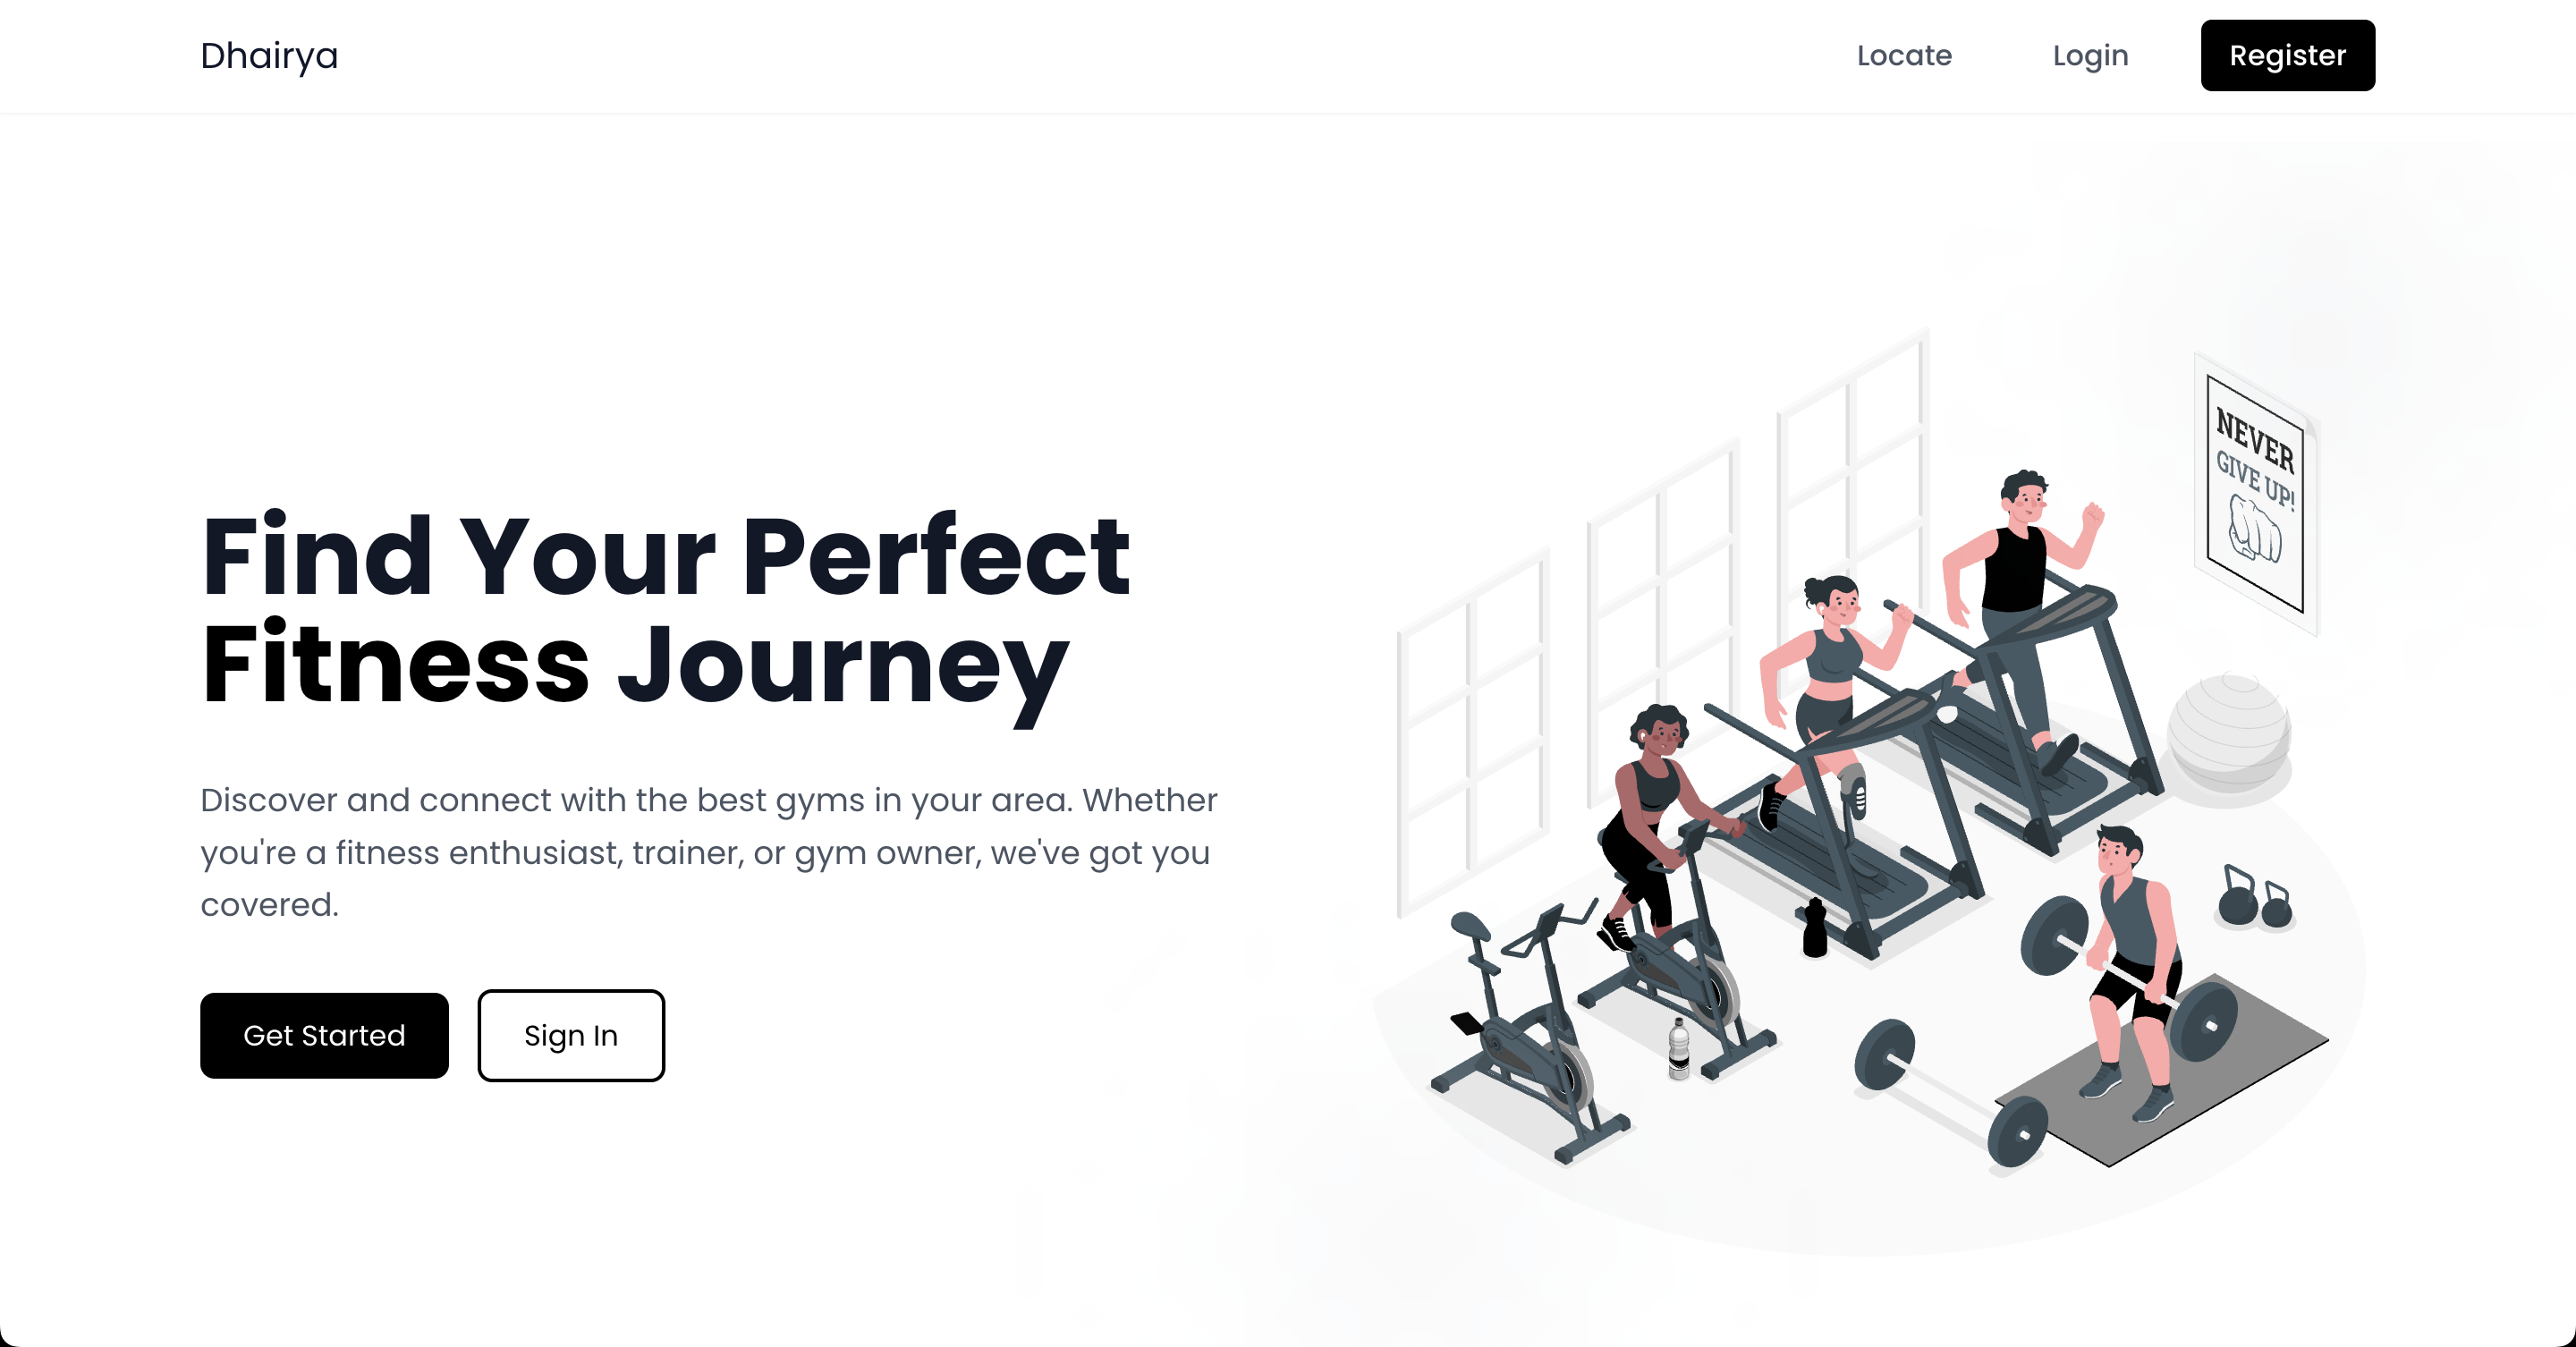 Dhairya
Locate
Login
Register
Find Your Perfect
Fitness Journey
Discover and connect with the best gyms in your area. Whether
you're a fitness enthusiast, trainer, or gym owner, we've got you
covered.
Get Started
Sign In
NEVER
GIVE UP!